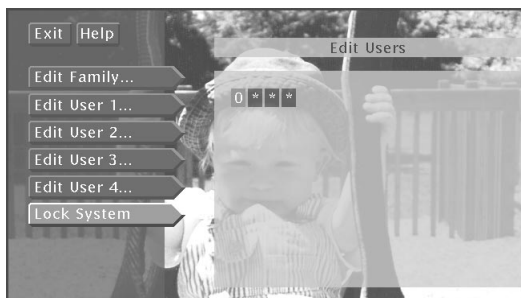 Exit Help
Edit Users
Edit Family...
Edit User 1...
0 * * *
Edit User 2...
Edit User 3...
Edit User 4...
Lock System